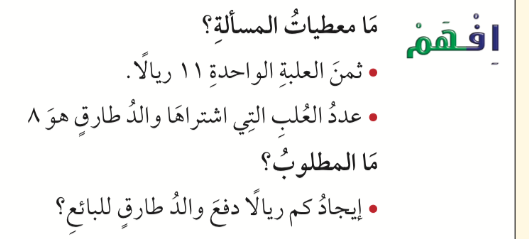 اِفْهَمْ
مَا معطياتُ المسألةِ؟
• ثمنَ العلبةِ الواحدةِ ١١ ريالًا.
• عددُ العُلبِ التِي اشتراهَا والدُ طارقٍ هوَ ٨
مَا المطلوبُ؟
• إيجادُ كم ريالًا دفعَ والدُ طارقٍ للبائعِ؟